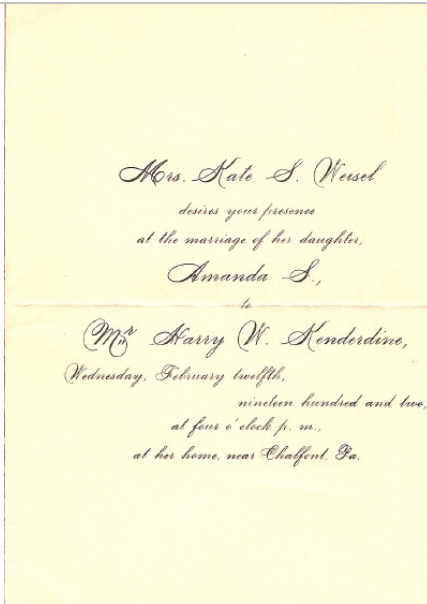 Mrs. Kate S. Weisel
desires your presence
at the marriage of her daughter,
Amanda S.,
to
Mr Harry W. Kenderdine,
Wednesday, February twelfth,
nineteen hundred and two,
at four o'clock p. m.,
at her home, near Chalfont, Pa.